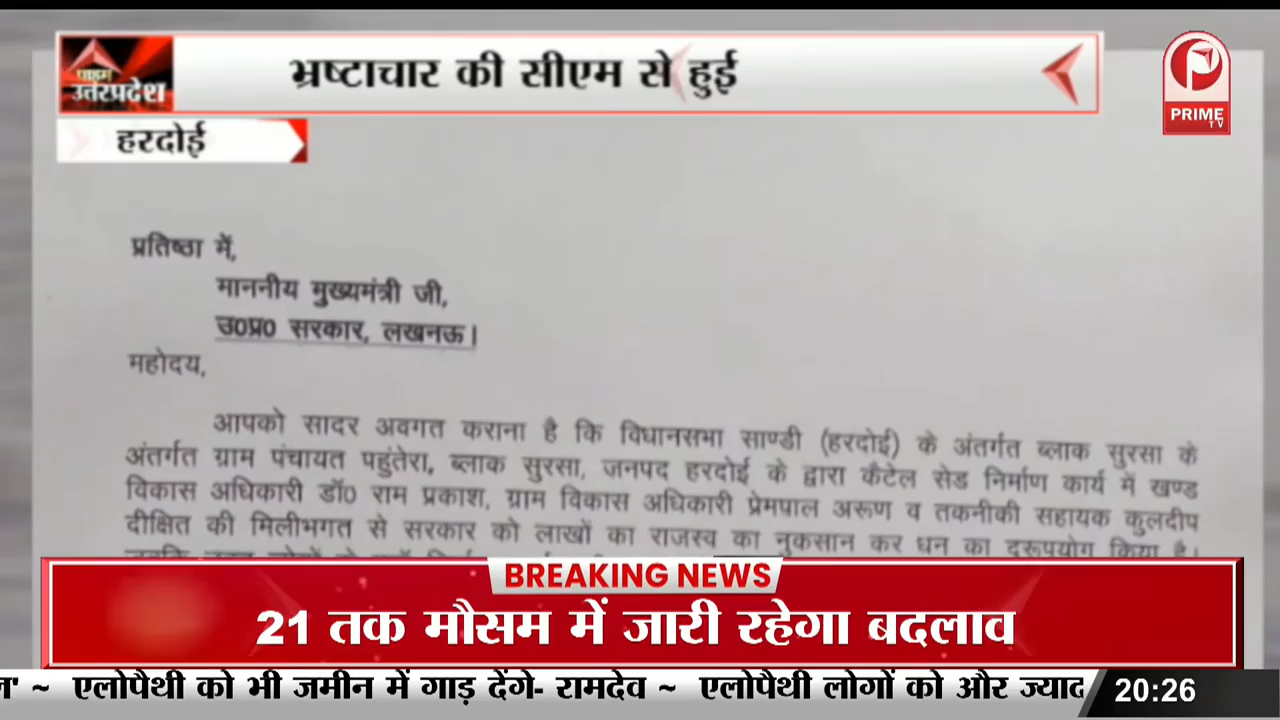 प्राइम
उत्तरप्रदेश
भ्रष्टाचार की सीएम से हुई
PRIME
TV
हरदोई
प्रतिष्ठा में,
माननीय मुख्यमंत्री जी,
उ0प्र0 सरकार, लखनऊ।
महोदय,
आपको सादर अवगत कराना है कि विधानसभा साण्डी (हरदोई) के अंतर्गत ब्लाक सुरसा के
अंतर्गत ग्राम पंचायत पहुंतेरा, ब्लाक सुरसा, जनपद हरदोई के द्वारा कैटेल सेड निर्माण कार्य में खण्ड
विकास अधिकारी डॉ0 राम प्रकाश, ग्राम विकास अधिकारी प्रेमपाल अरूण व तकनीकी सहायक कुलदीप
दीक्षित की मिलीभगत से सरकार को लाखों का राजस्व का नुकसान कर धन का दुरूपयोग किया है।
BREAKING NEWS
21 तक मौसम में जारी रहेगा बदलाव
' ~ एलोपैथी को भी जमीन में गाड़ देंगे- रामदेव ~ एलोपैथी लोगों को और
20:26